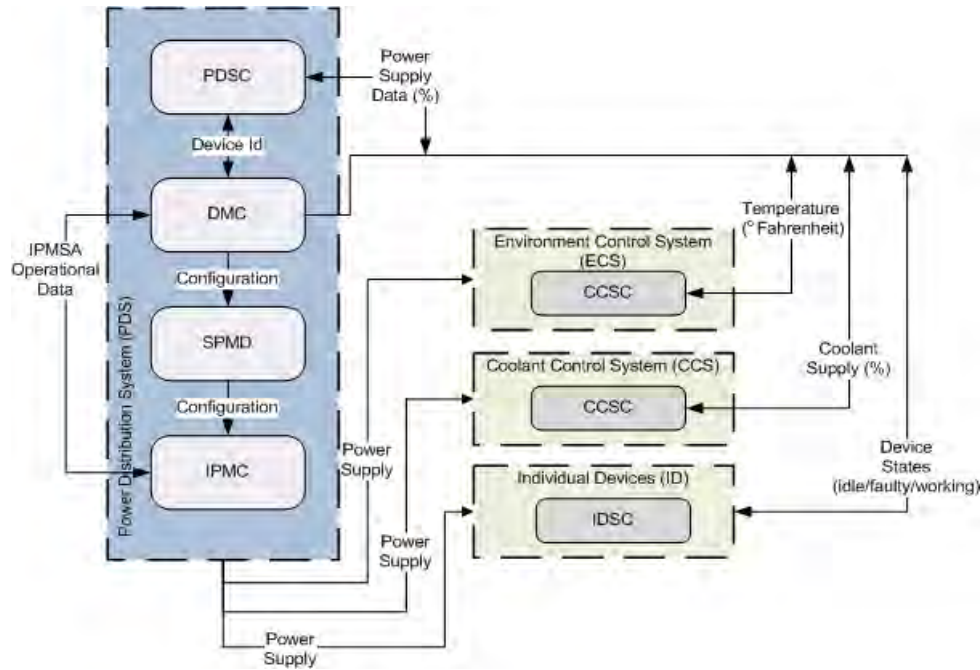 PDSC
Power
Supply
Data (%)
Device Id
DMC
IPMSA
Operational
Data
Configuration
SPMD
Configuration
IPMC
Power Distribution System (PDS)
Temperature
(° Fahrenheit)
Environment Control System
(ECS)
CCSC
Coolant Control System (CCS)
CCSC
Coolant
Supply (%)
Individual Devices (ID)
IDSC
Device
States
(idle/faulty/working)
Power
Supply
Power
Supply
Power
Supply